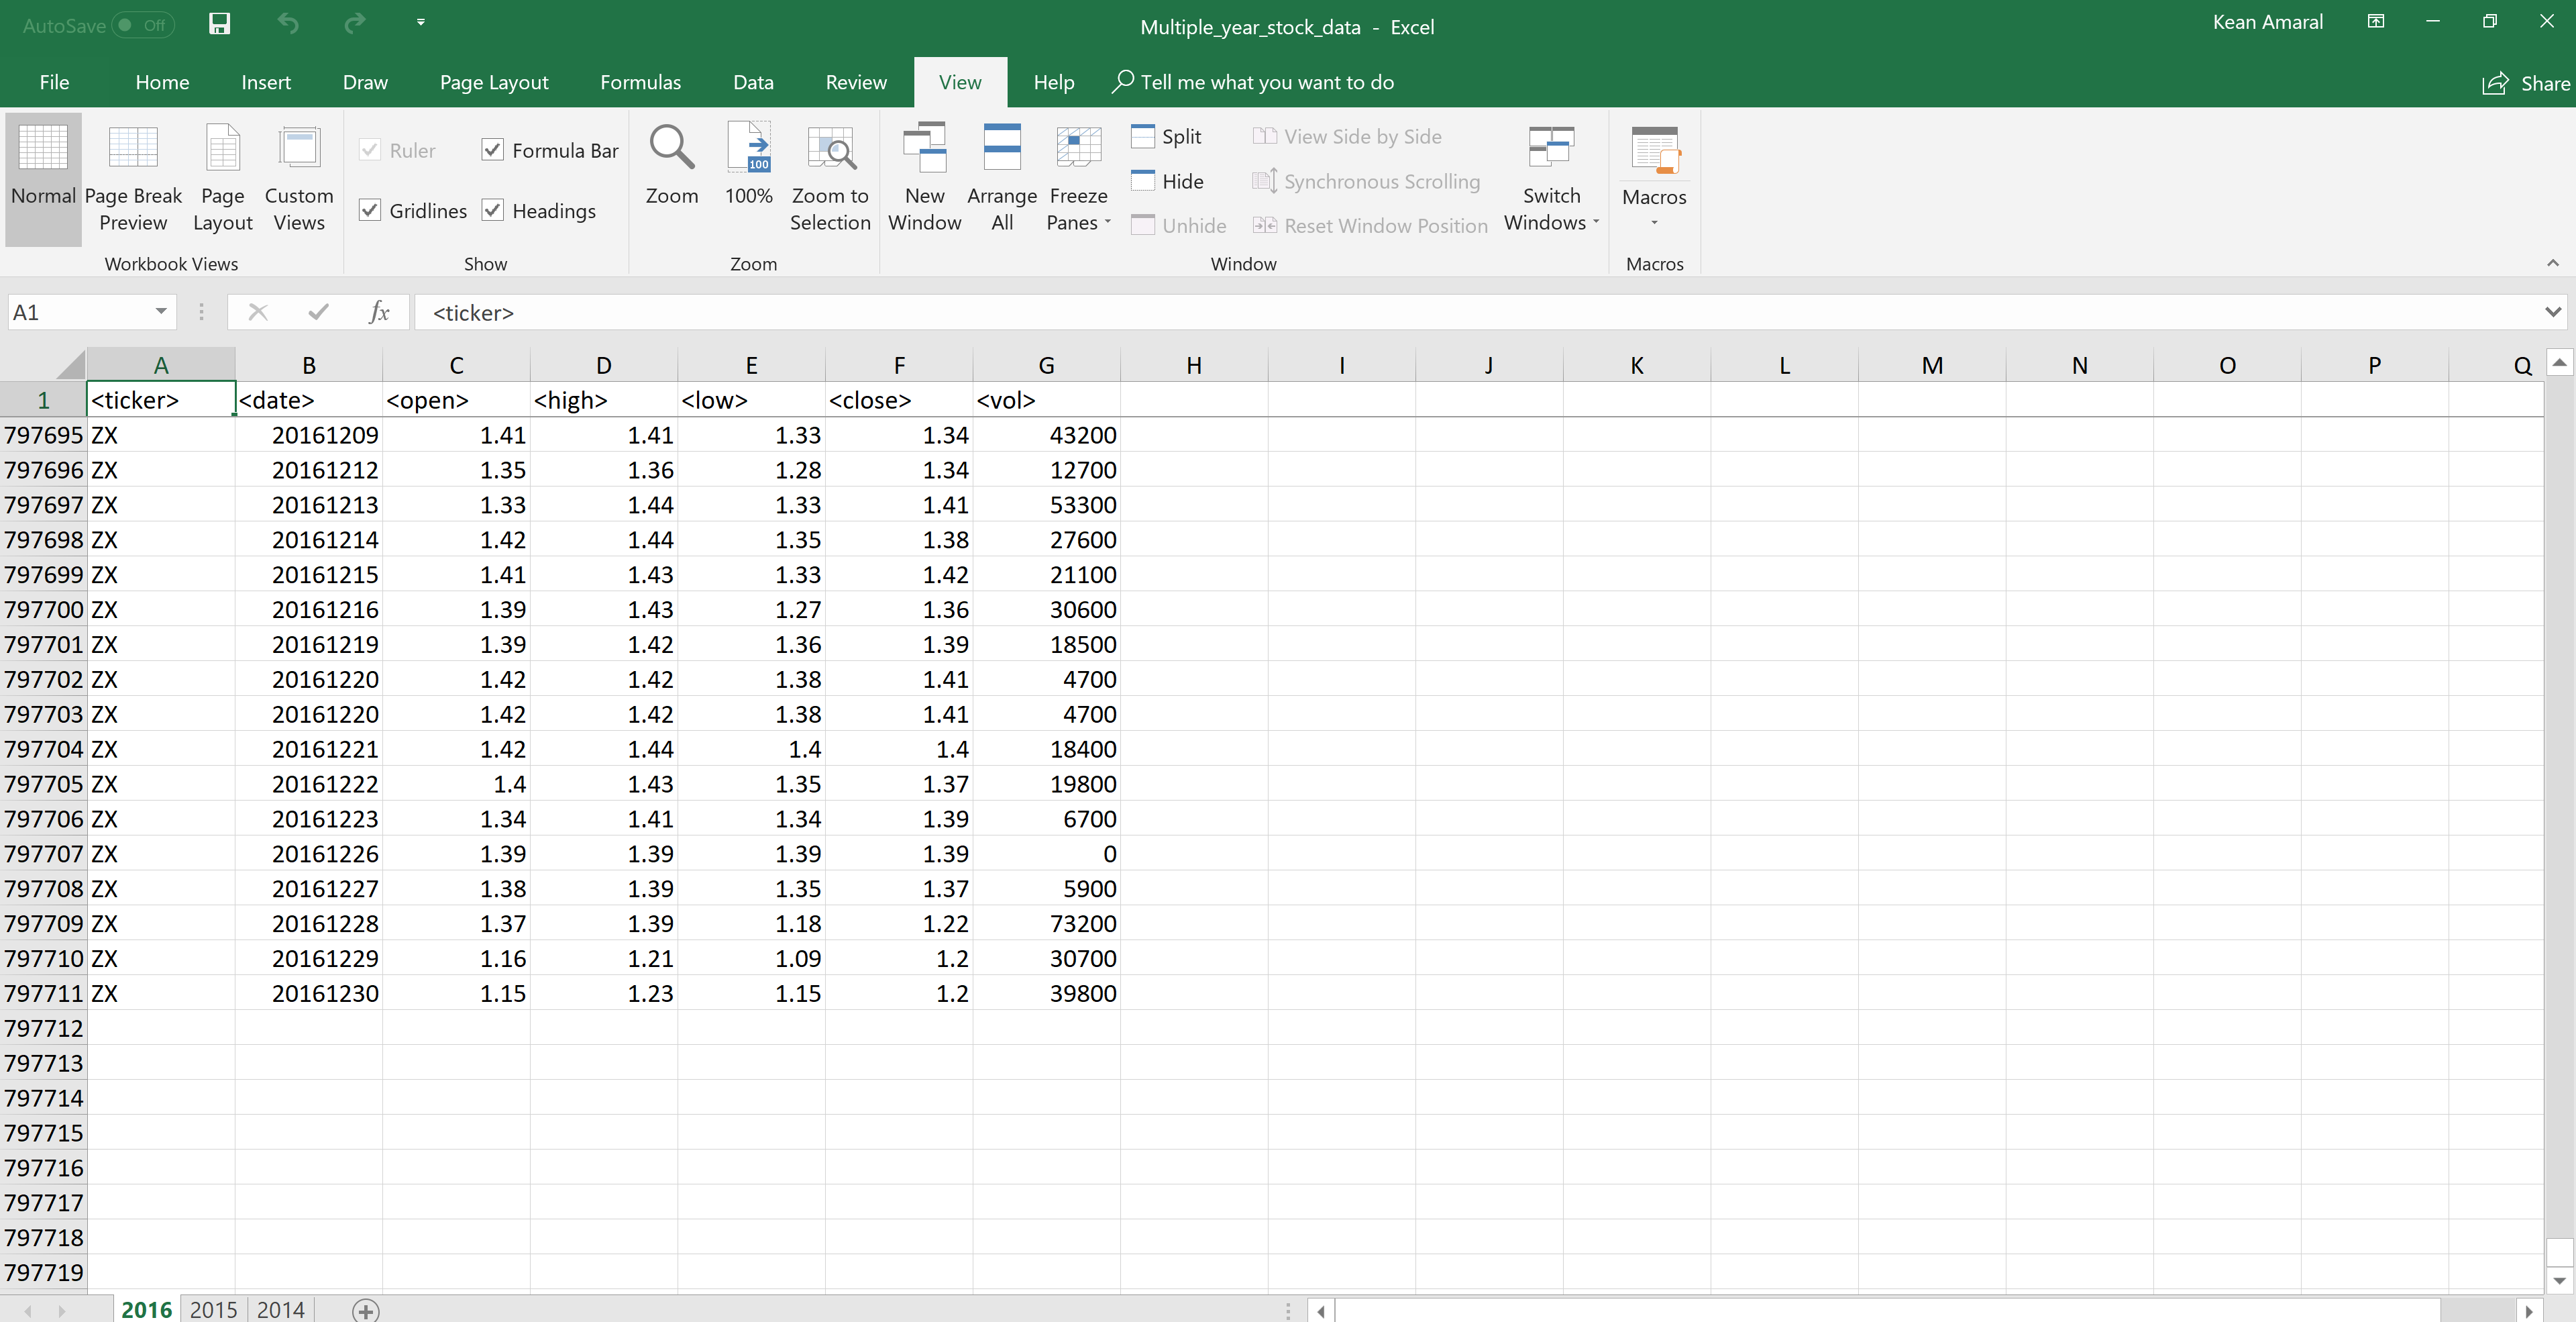 AutoSave Off Multiple_year_stock_data - Excel Kean Amaral
File Home Insert Draw Page Layout Formulas Data Review View Help Tell me what you want to do Share
Normal Page Break Preview Page Layout Custom Views
Workbook Views
Ruler Formula Bar
Gridlines Headings
Show
Zoom 100% Zoom to Selection
100
Zoom
New Window Arrange All Freeze Panes
Split View Side by Side
Hide Synchronous Scrolling
Unhide Reset Window Position
Switch Windows
Window
Macros
Macros
A1 fx <ticker>
A B C D E F G H I J K L M N O P Q
1 <ticker> <date> <open> <high> <low> <close> <vol>
797695 ZX 20161209 1.41 1.41 1.33 1.34 43200
797696 ZX 20161212 1.35 1.36 1.28 1.34 12700
797697 ZX 20161213 1.33 1.44 1.33 1.41 53300
797698 ZX 20161214 1.42 1.44 1.35 1.38 27600
797699 ZX 20161215 1.41 1.43 1.33 1.42 21100
797700 ZX 20161216 1.39 1.43 1.27 1.36 30600
797701 ZX 20161219 1.39 1.42 1.36 1.39 18500
797702 ZX 20161220 1.42 1.42 1.38 1.41 4700
797703 ZX 20161220 1.42 1.42 1.38 1.41 4700
797704 ZX 20161221 1.42 1.44 1.4 1.4 18400
797705 ZX 20161222 1.4 1.43 1.35 1.37 19800
797706 ZX 20161223 1.34 1.41 1.34 1.39 6700
797707 ZX 20161226 1.39 1.39 1.39 1.39 0
797708 ZX 20161227 1.38 1.39 1.35 1.37 5900
797709 ZX 20161228 1.37 1.39 1.18 1.22 73200
797710 ZX 20161229 1.16 1.21 1.09 1.2 30700
797711 ZX 20161230 1.15 1.23 1.15 1.2 39800
797712
797713
797714
797715
797716
797717
797718
797719
2016 2015 2014